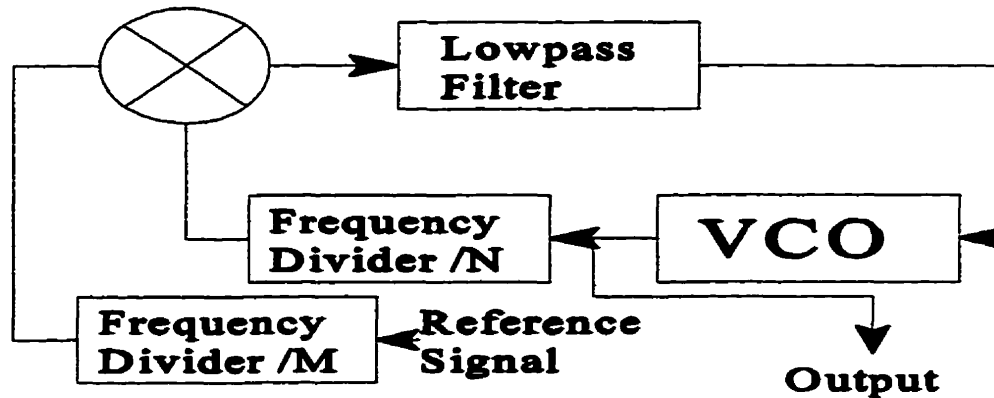 Lowpass
Filter
Frequency
Divider /N
VCO
Frequency
Divider /M
Reference
Signal
Output